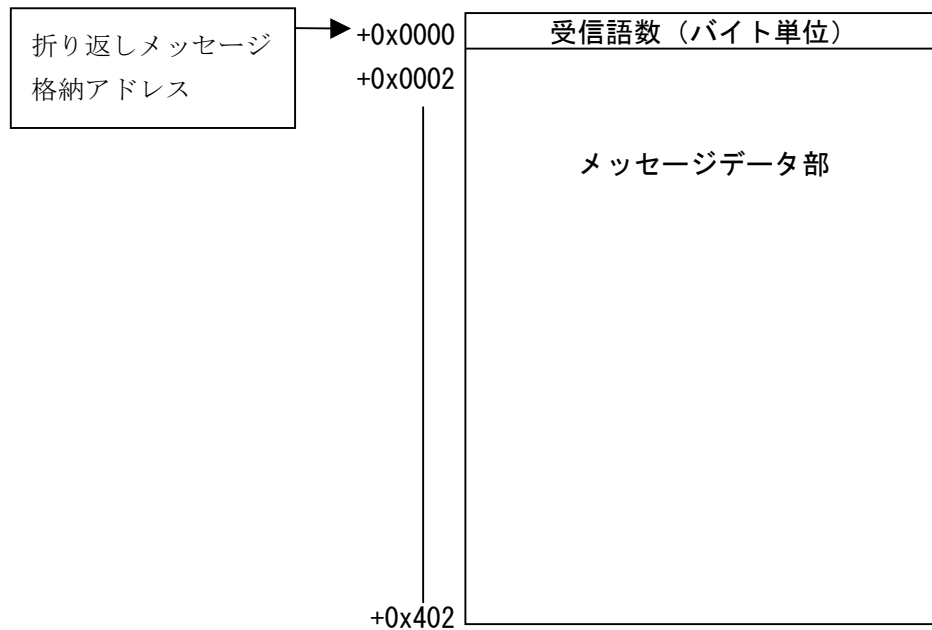 折り返しメッセージ
格納アドレス
+0x0000
受信語数（バイト単位）
+0x0002
メッセージデータ部
+0x402